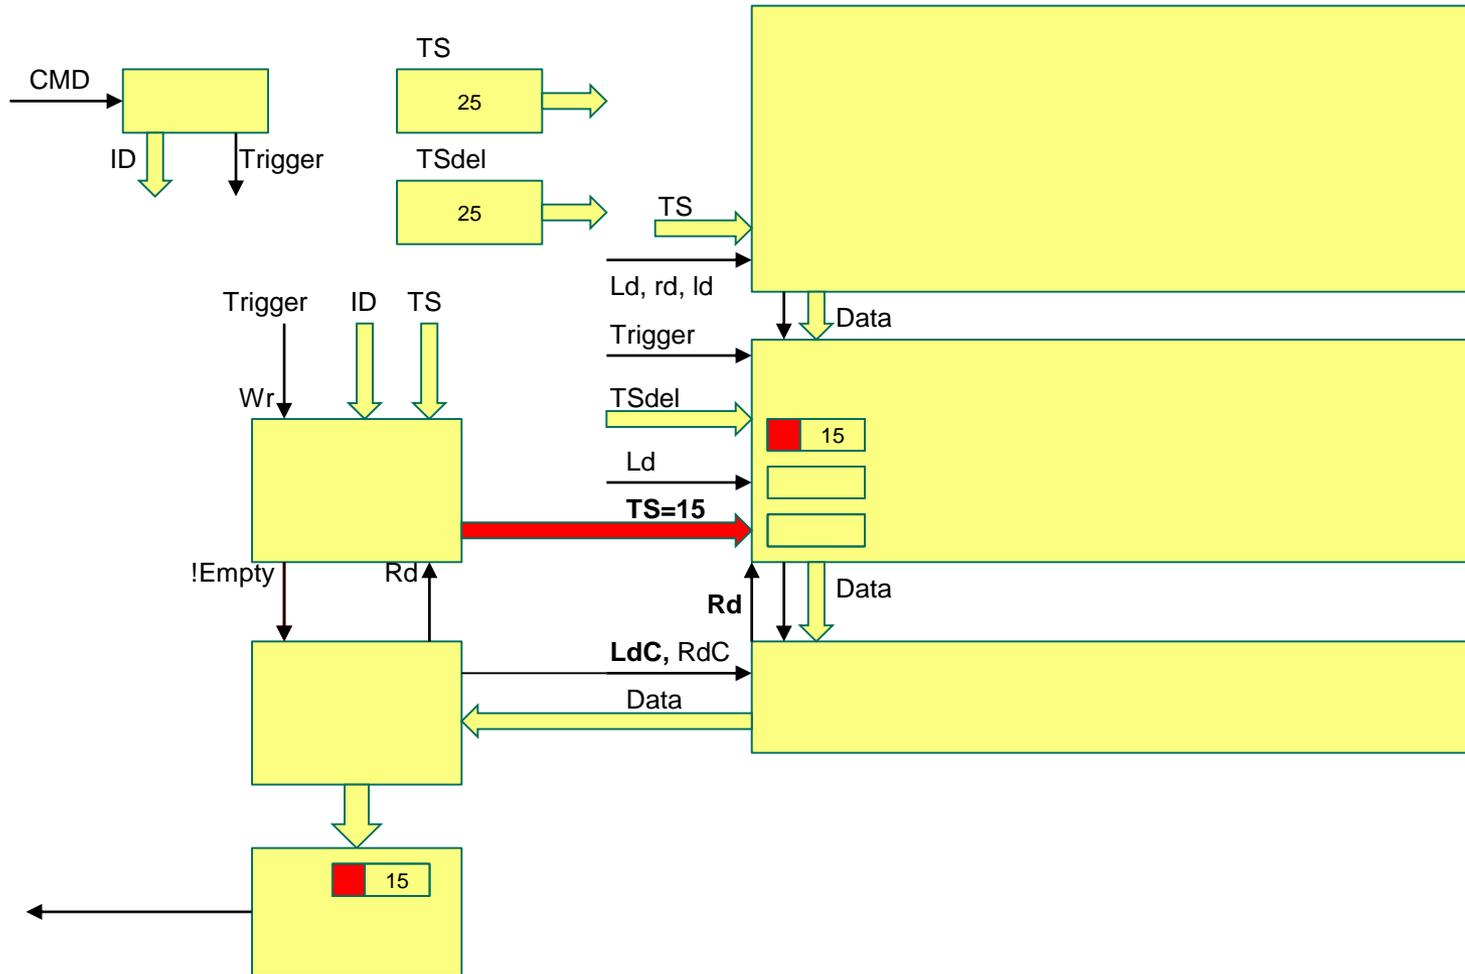 TS
CMD
25
ID
Trigger
TSdel
25
TS
Ld, rd, ld
Trigger
ID
TS
Data
Trigger
Wr
TSdel
15
Ld
TS=15
!Empty
Rd
Data
Rd
LdC, RdC
Data
15